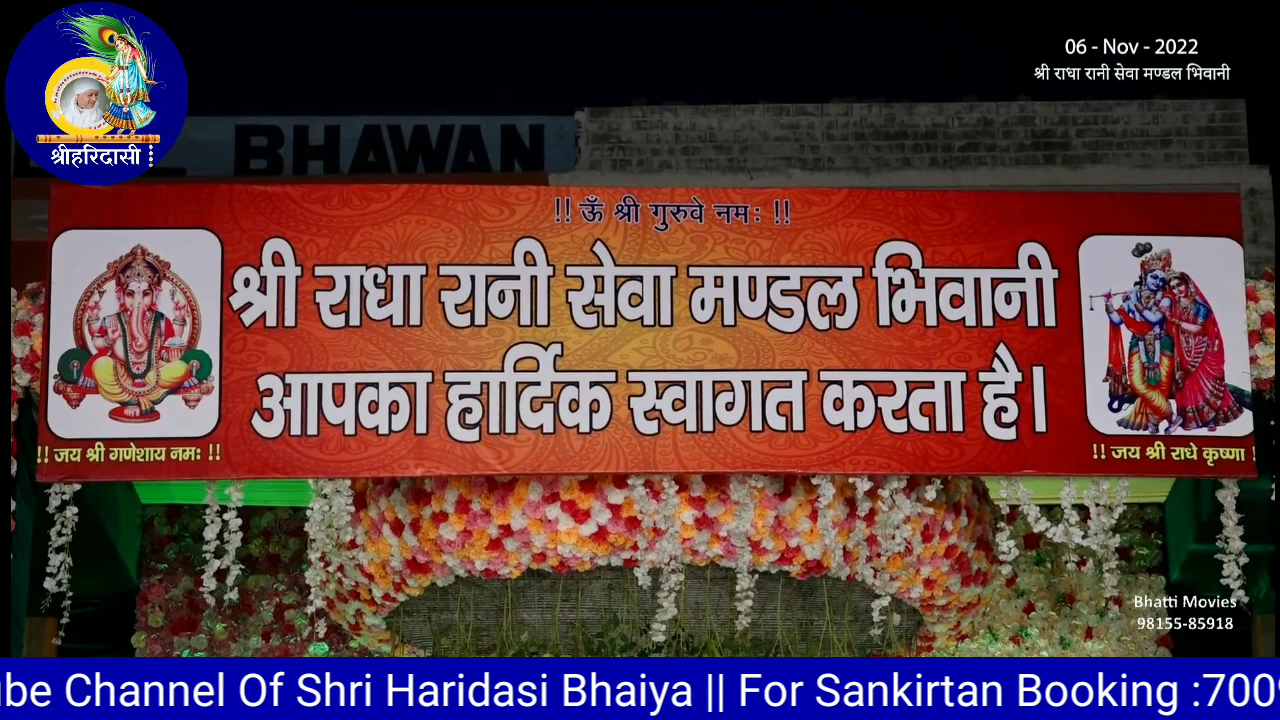 06 - Nov - 2022
श्री राधा रानी सेवा मण्डल भिवानी
श्रीहरिदासी
BHAWAN
!! ऊँ श्री गुरुवे नमः !!
श्री राधा रानी सेवा मण्डल भिवानी
आपका हार्दिक स्वागत करता है।
!! जय श्री गणेशाय नमः !!
!! जय श्री राधे कृष्णा !
Bhatti Movies
98155-85918
Channel Of Shri Haridasi Bhaiya || For Sankirtan Booking :700